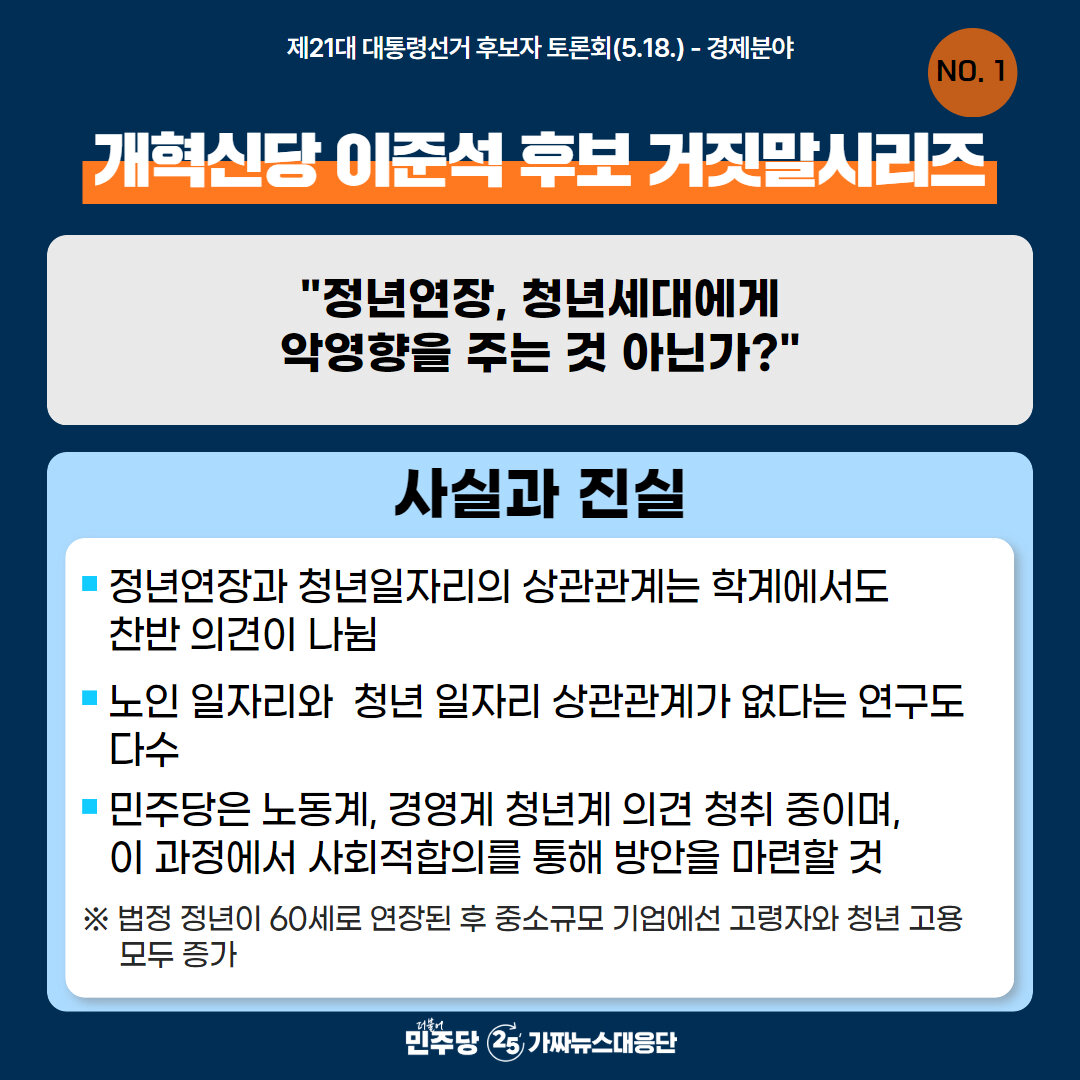 제21대 대통령선거 후보자 토론회(5.18.) - 경제분야
NO. 1
개혁신당 이준석 후보 거짓말시리즈
"정년연장, 청년세대에게
악영향을 주는 것 아닌가?"
사실과 진실
■ 정년연장과 청년일자리의 상관관계는 학계에서도
찬반 의견이 나뉨
■ 노인 일자리와 청년 일자리 상관관계가 없다는 연구도
다수
■ 민주당은 노동계, 경영계 청년계 의견 청취 중이며,
이 과정에서 사회적합의를 통해 방안을 마련할 것
※ 법정 정년이 60세로 연장된 후 중소규모 기업에선 고령자와 청년 고용
모두 증가
더불어
민주당 25 가짜뉴스대응단